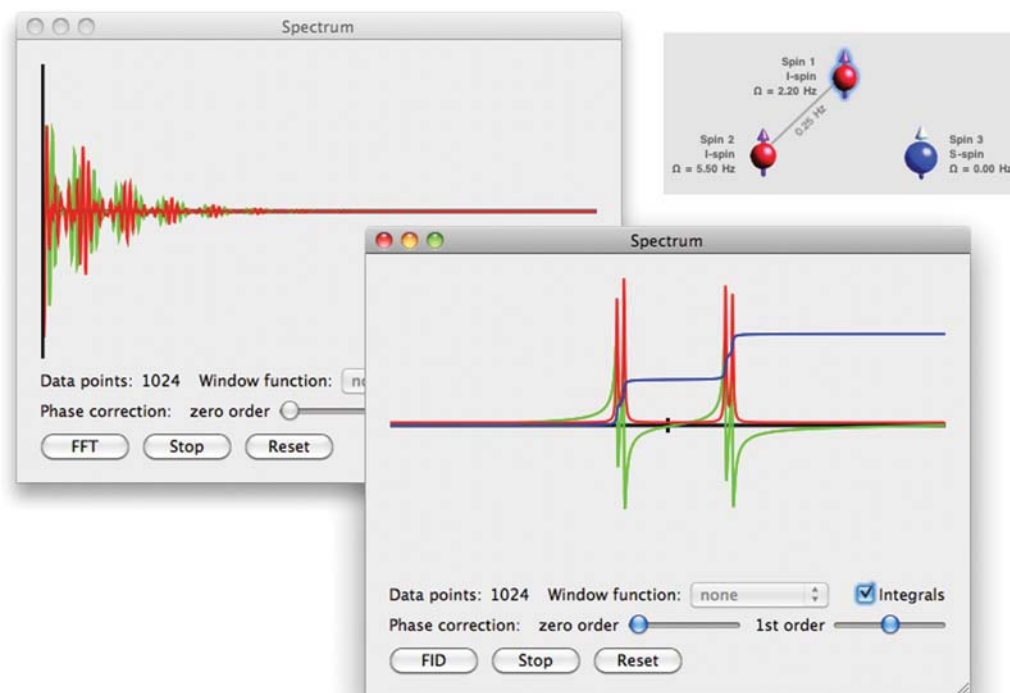 Spectrum
Data points: 1024 Window function:
Phase correction: zero order
FFT Stop Reset
Spin 1
I-spin
Ω = 2.20 Hz
0.25 Hz
Spin 2
I-spin
Ω = 5.50 Hz
Spin 3
S-spin
Ω = 0.00 Hz
Spectrum
Data points: 1024 Window function: none Integrals
Phase correction: zero order 1st order
FID Stop Reset